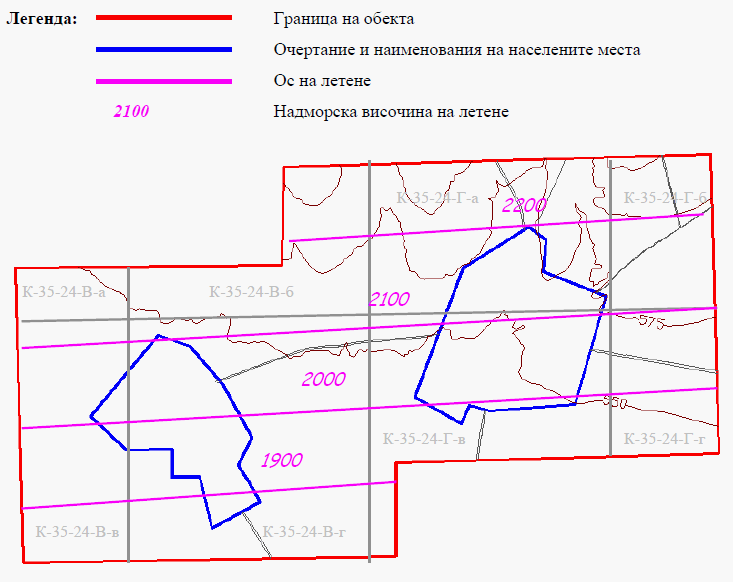 Легенда:
Граница на обекта
Очертание и наименования на населените места
Ос на летене
2100
Надморска височина на летене
К-35-24-Г-а
К-35-24-Г-б
2200
К-35-24-В-а
К-35-24-В-б
2100
575
2000
550
К-35-24-Г-в
К-35-24-Г-г
1900
К-35-24-В-в
К-35-24-В-г